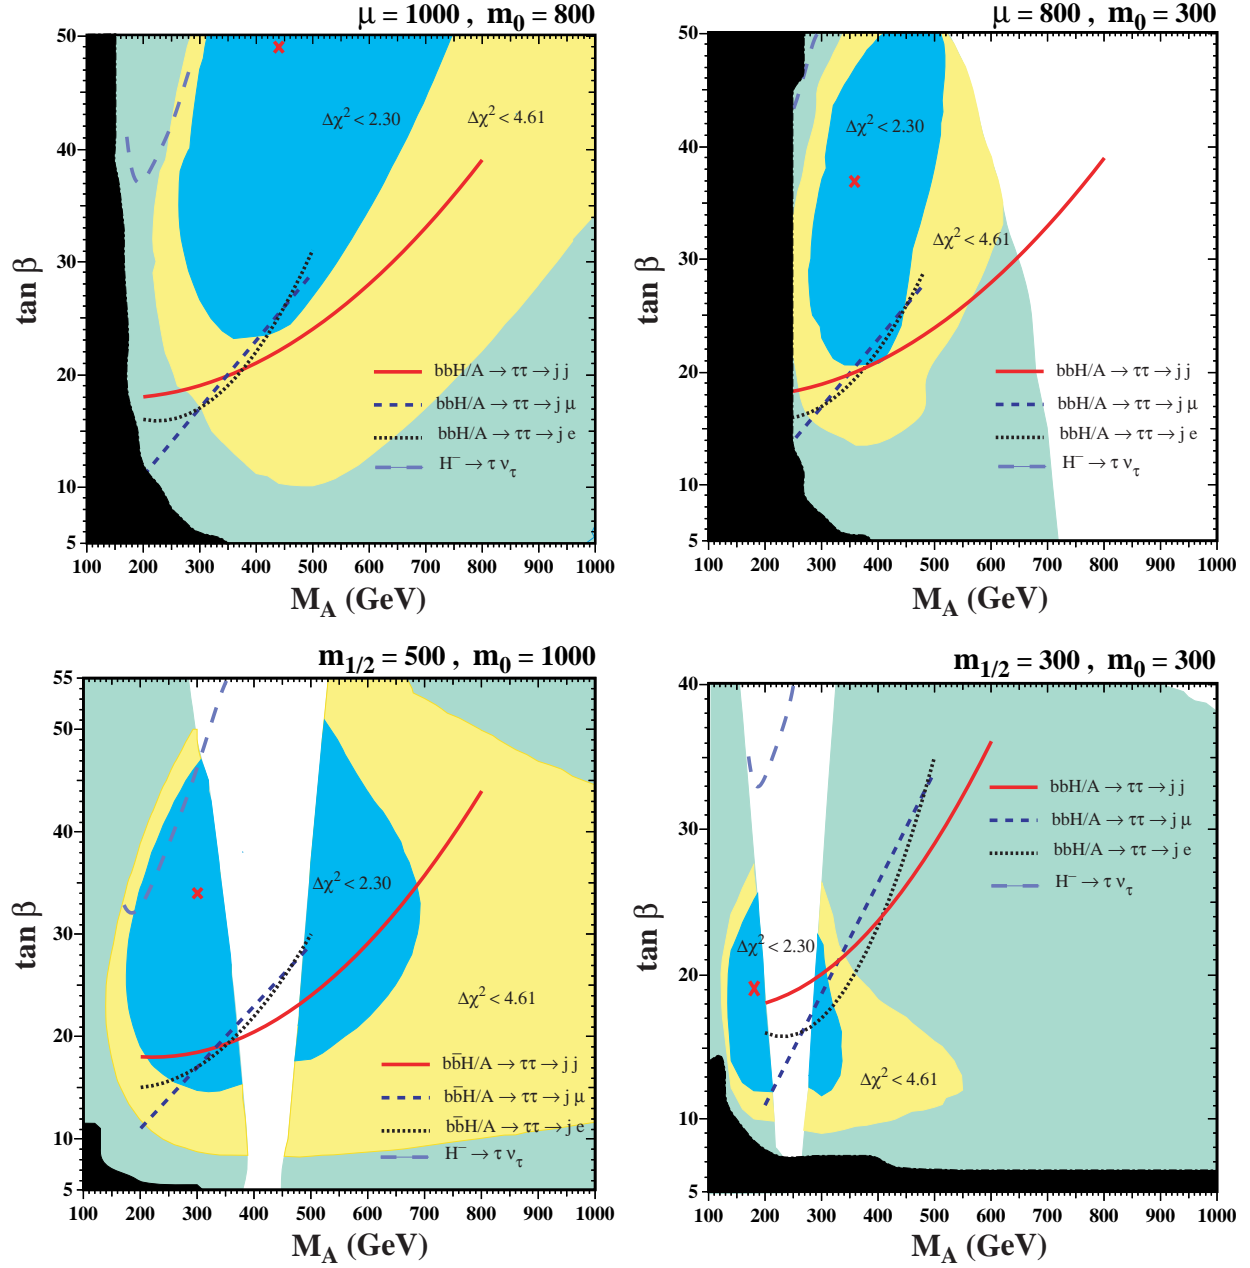 μ = 1000 , m0 = 800
50
40
30
20
10
5
tan β
Δχ² < 2.30
Δχ² < 4.61
bbH/A → ττ → j j
bbH/A → ττ → j μ
bbH/A → ττ → j e
H⁻ → τ ντ
100 200 300 400 500 600 700 800 900 1000
M_A (GeV)
μ = 800 , m0 = 300
50
40
30
20
10
5
tan β
Δχ² < 2.30
Δχ² < 4.61
bbH/A → ττ → j j
bbH/A → ττ → j μ
bbH/A → ττ → j e
H⁻ → τ ντ
100 200 300 400 500 600 700 800 900 1000
M_A (GeV)
m1/2 = 500 , m0 = 1000
55
50
40
30
20
10
5
tan β
Δχ² < 2.30
Δχ² < 4.61
bb̄H/A → ττ → j j
bb̄H/A → ττ → j μ
bb̄H/A → ττ → j e
H⁻ → τ ντ
100 200 300 400 500 600 700 800 900 1000
M_A (GeV)
m1/2 = 300 , m0 = 300
40
30
20
10
5
tan β
bbH/A → ττ → j j
bbH/A → ττ → j μ
bbH/A → ττ → j e
H⁻ → τ ντ
Δχ² < 2.30
Δχ² < 4.61
100 200 300 400 500 600 700 800 900 1000
M_A (GeV)